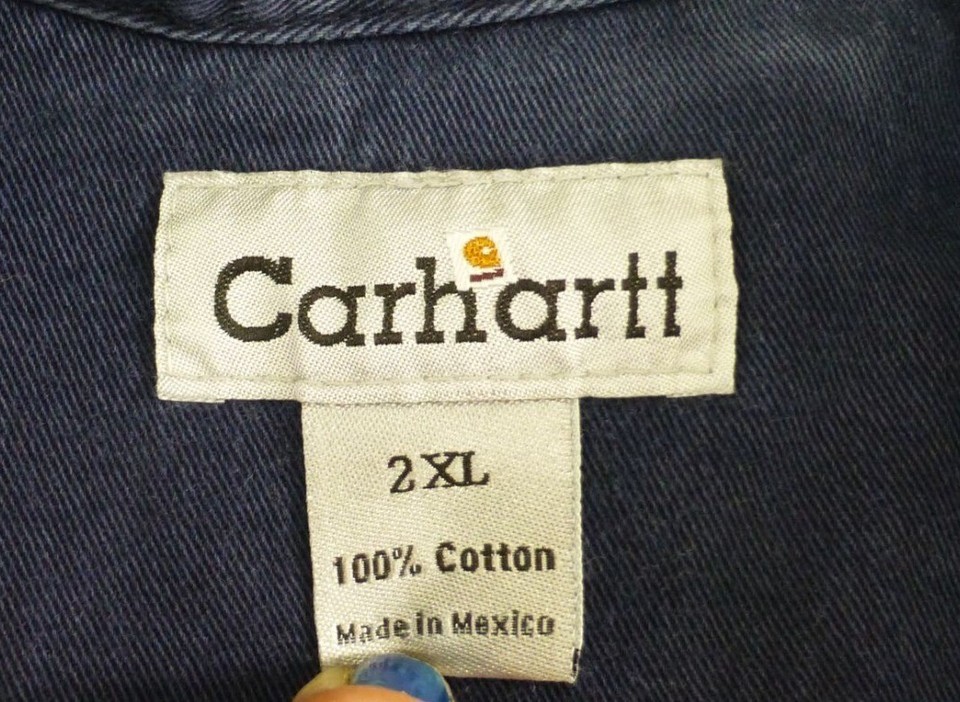 Carhartt
2XL
100% Cotton
Made in Mexico